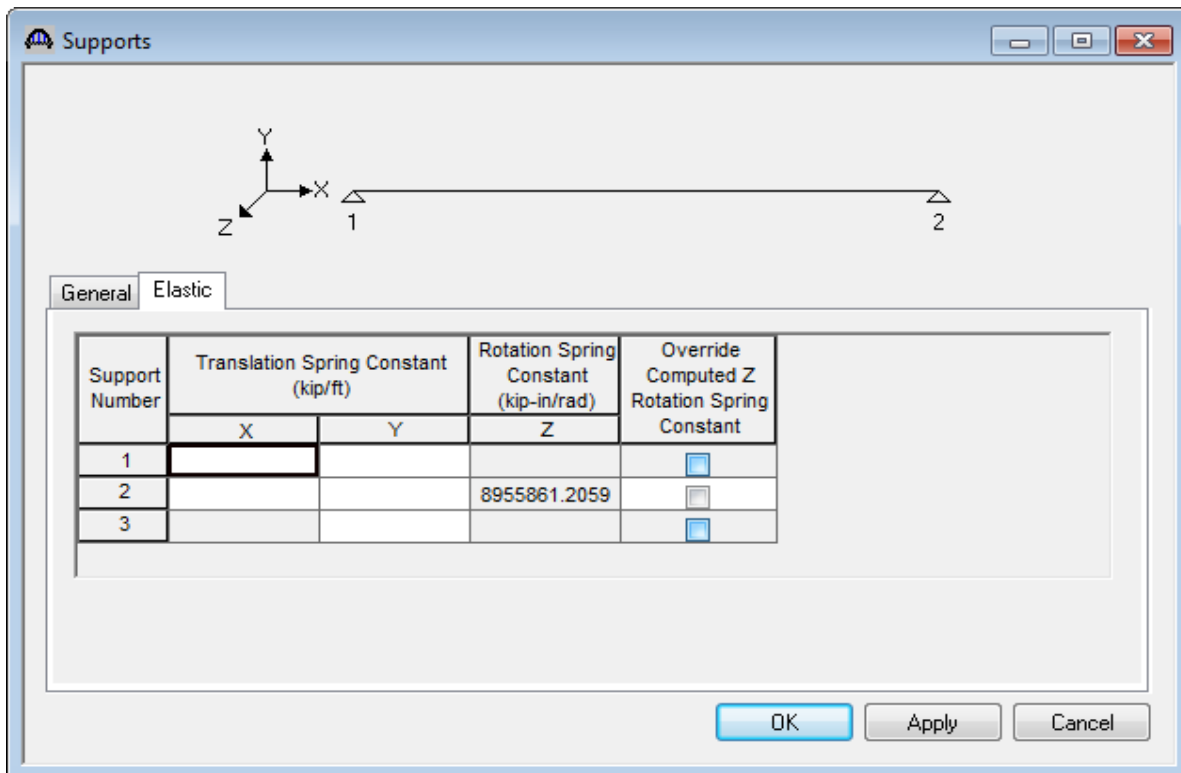 Supports
Y
X
Z
1
2
General
Elastic
Support Number
Translation Spring Constant (kip/ft)
Rotation Spring Constant (kip-in/rad)
Override Computed Z Rotation Spring Constant
X
Y
Z
1
2
8955861.2059
3
OK
Apply
Cancel